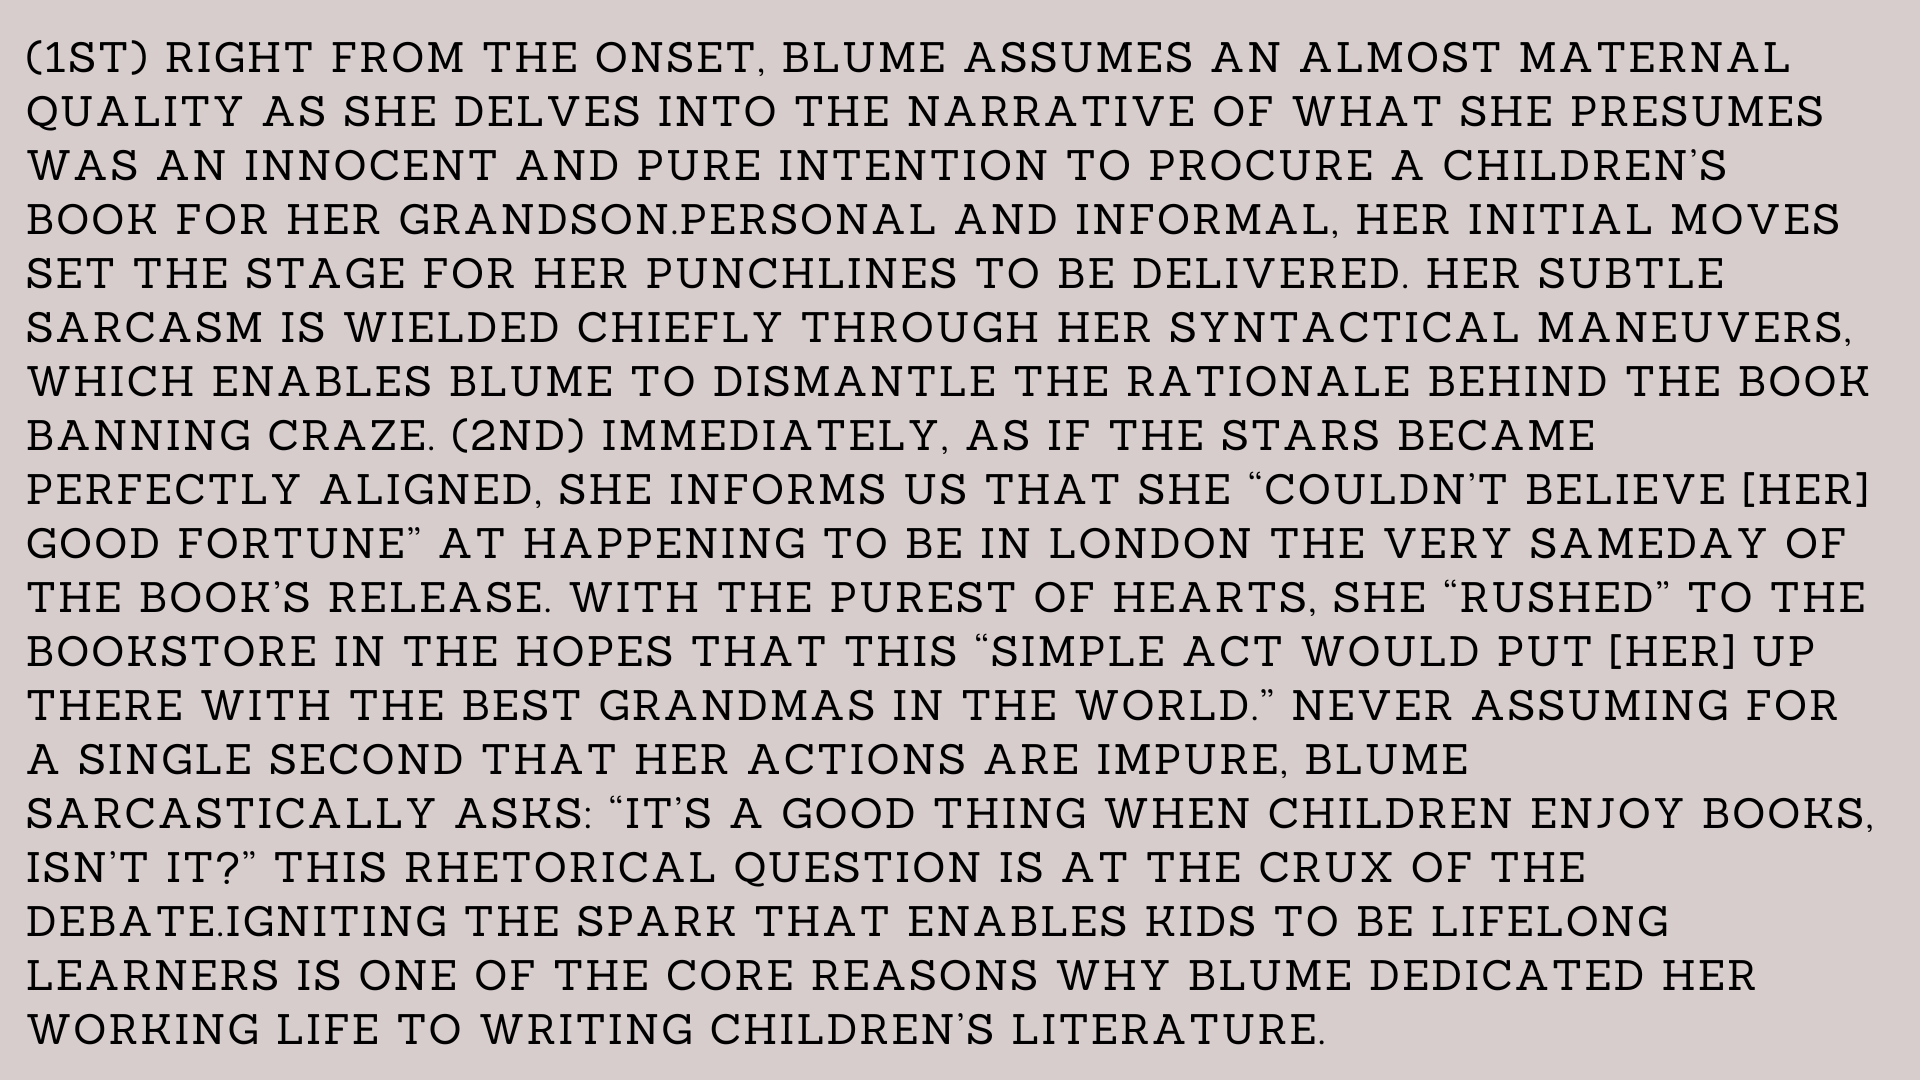 (1ST) RIGHT FROM THE ONSET, BLUME ASSUMES AN ALMOST MATERNAL
QUALITY AS SHE DELVES INTO THE NARRATIVE OF WHAT SHE PRESUMES
WAS AN INNOCENT AND PURE INTENTION TO PROCURE A CHILDREN’S
BOOK FOR HER GRANDSON.PERSONAL AND INFORMAL, HER INITIAL MOVES
SET THE STAGE FOR HER PUNCHLINES TO BE DELIVERED. HER SUBTLE
SARCASM IS WIELDED CHIEFLY THROUGH HER SYNTACTICAL MANEUVERS,
WHICH ENABLES BLUME TO DISMANTLE THE RATIONALE BEHIND THE BOOK
BANNING CRAZE. (2ND) IMMEDIATELY, AS IF THE STARS BECAME
PERFECTLY ALIGNED, SHE INFORMS US THAT SHE “COULDN’T BELIEVE [HER]
GOOD FORTUNE” AT HAPPENING TO BE IN LONDON THE VERY SAMEDAY OF
THE BOOK’S RELEASE. WITH THE PUREST OF HEARTS, SHE “RUSHED” TO THE
BOOKSTORE IN THE HOPES THAT THIS “SIMPLE ACT WOULD PUT [HER] UP
THERE WITH THE BEST GRANDMAS IN THE WORLD.” NEVER ASSUMING FOR
A SINGLE SECOND THAT HER ACTIONS ARE IMPURE, BLUME
SARCASTICALLY ASKS: “IT’S A GOOD THING WHEN CHILDREN ENJOY BOOKS,
ISN’T IT?” THIS RHETORICAL QUESTION IS AT THE CRUX OF THE
DEBATE.IGNITING THE SPARK THAT ENABLES KIDS TO BE LIFELONG
LEARNERS IS ONE OF THE CORE REASONS WHY BLUME DEDICATED HER
WORKING LIFE TO WRITING CHILDREN’S LITERATURE.